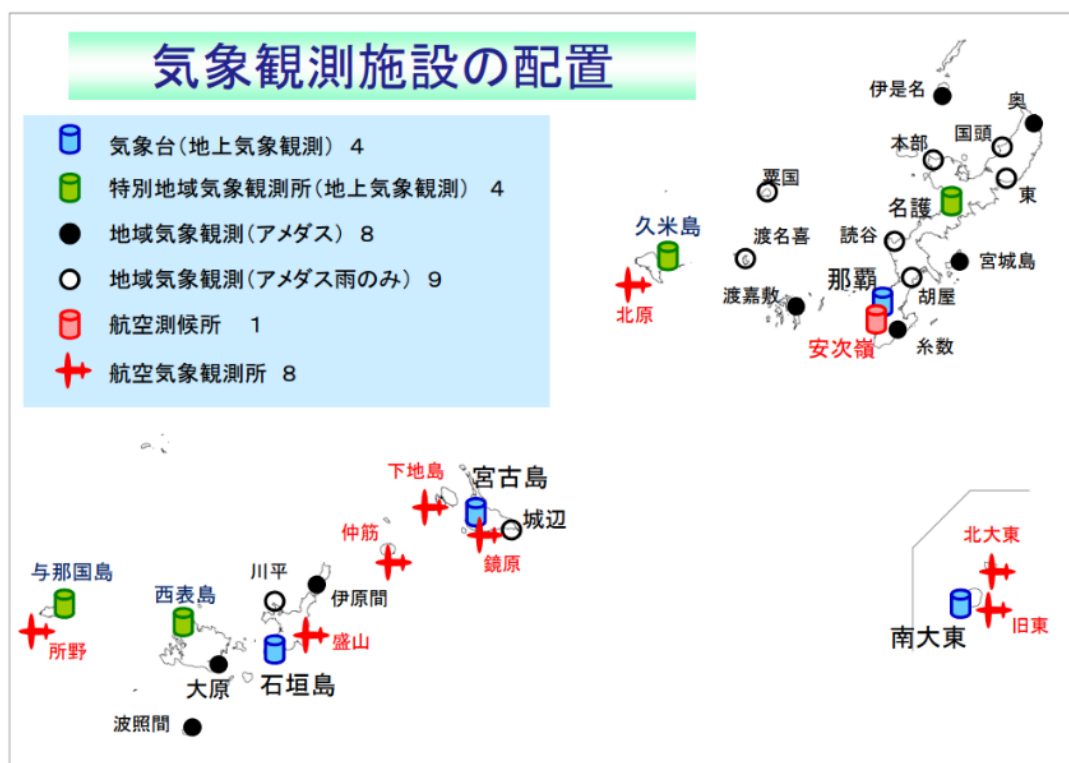 気象観測施設の配置
気象台(地上気象観測) 4
特別地域気象観測所(地上気象観測) 4
地域気象観測(アメダス) 8
地域気象観測(アメダス雨のみ) 9
航空測候所 1
航空気象観測所 8
伊是名
奥
国頭
本部
東
名護
粟国
久米島
渡名喜
読谷
宮城島
那覇
胡屋
渡嘉敷
北原
安次嶺
糸数
下地島
宮古島
城辺
仲筋
鏡原
川平
伊原間
与那国島
西表島
盛山
所野
大原
石垣島
波照間
北大東
旧東
南大東